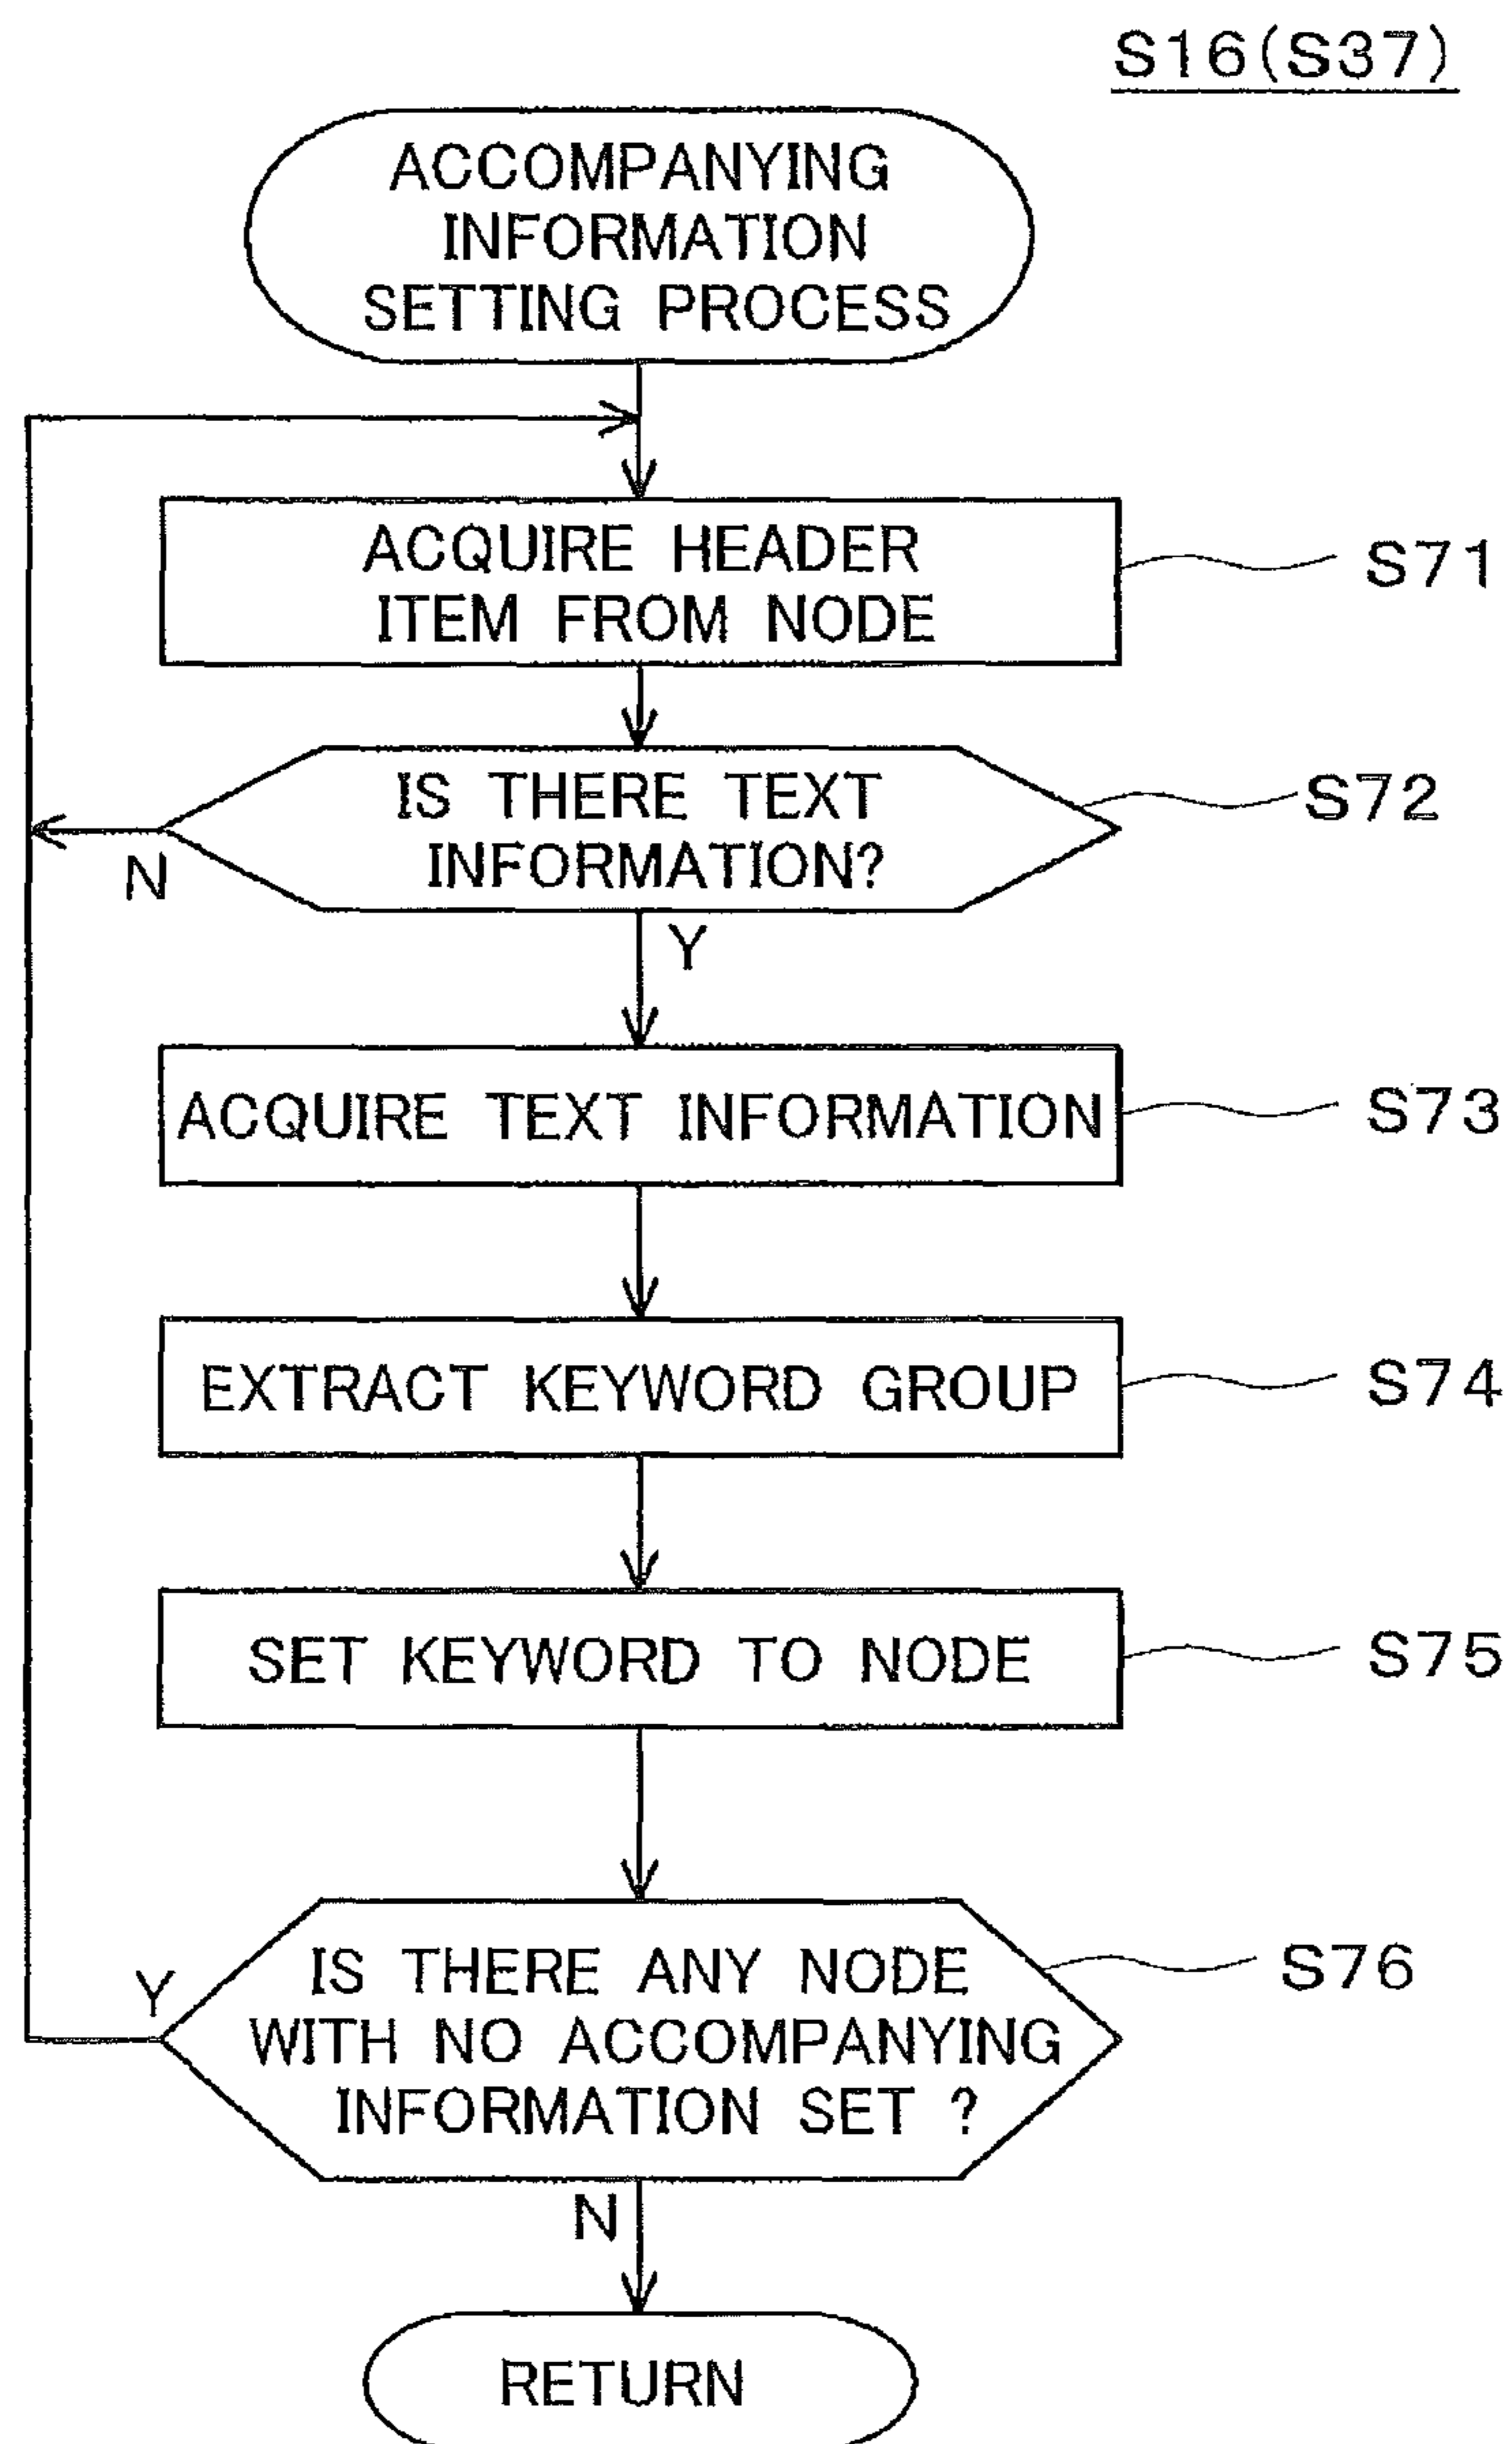 S16(S37)
ACCOMPANYING
INFORMATION
SETTING PROCESS
ACQUIRE HEADER
ITEM FROM NODE
S71
IS THERE TEXT
INFORMATION?
S72
N
Y
ACQUIRE TEXT INFORMATION
S73
EXTRACT KEYWORD GROUP
S74
SET KEYWORD TO NODE
S75
IS THERE ANY NODE
WITH NO ACCOMPANYING
INFORMATION SET ?
S76
Y
N
RETURN